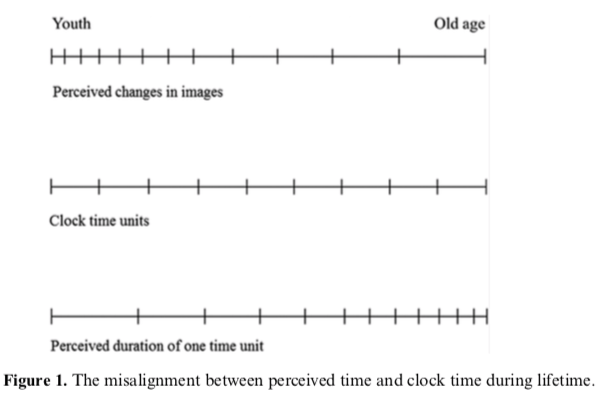 Youth Old age
Perceived changes in images
Clock time units
Perceived duration of one time unit
Figure 1. The misalignment between perceived time and clock time during lifetime.